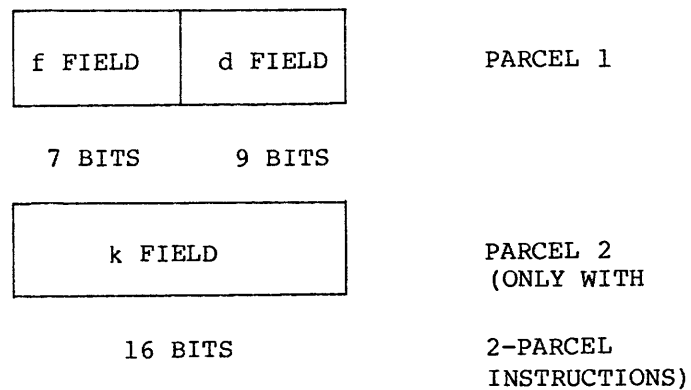 f FIELD d FIELD PARCEL 1
7 BITS 9 BITS
k FIELD PARCEL 2
(ONLY WITH
16 BITS 2-PARCEL
INSTRUCTIONS)